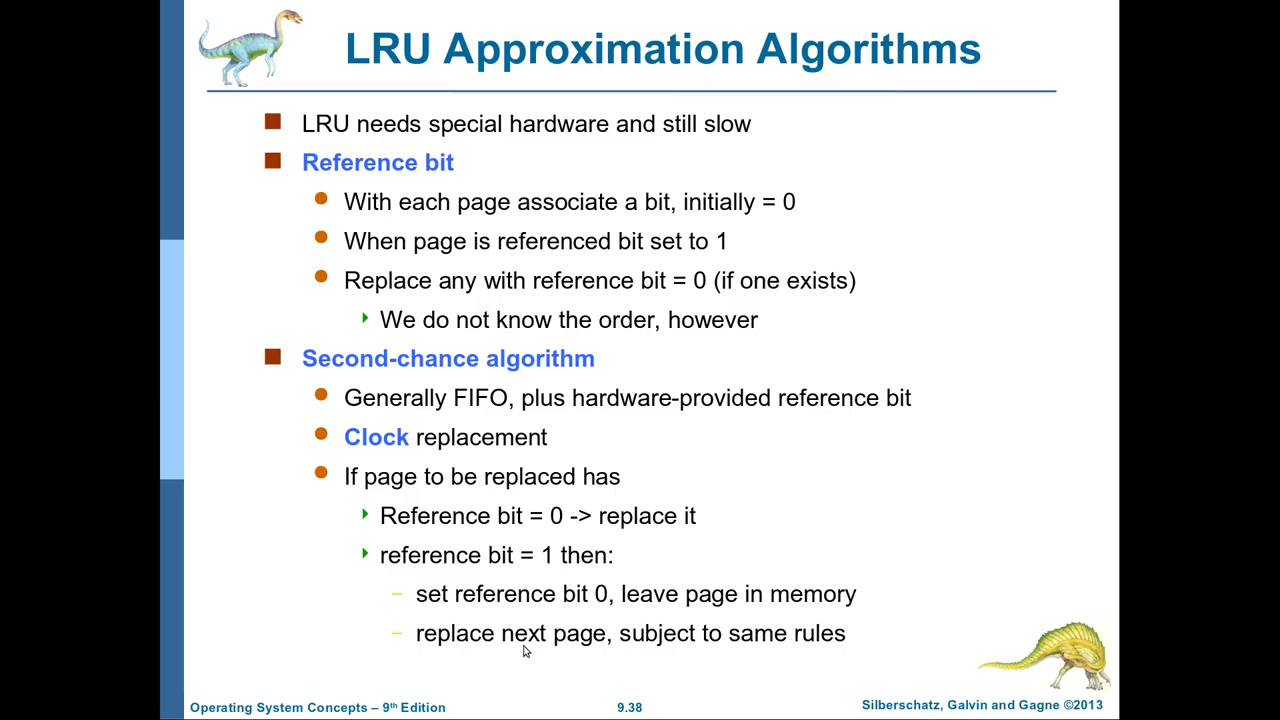 LRU Approximation Algorithms
LRU needs special hardware and still slow
Reference bit
With each page associate a bit, initially = 0
When page is referenced bit set to 1
Replace any with reference bit = 0 (if one exists)
We do not know the order, however
Second-chance algorithm
Generally FIFO, plus hardware-provided reference bit
Clock replacement
If page to be replaced has
Reference bit = 0 -> replace it
reference bit = 1 then:
– set reference bit 0, leave page in memory
– replace next page, subject to same rules
Operating System Concepts – 9th Edition
9.38
Silberschatz, Galvin and Gagne ©2013